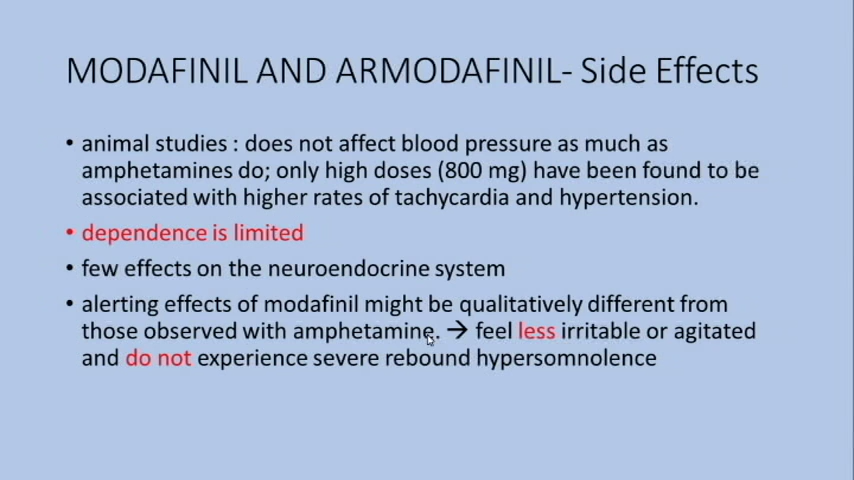 MODAFINIL AND ARMODAFINIL- Side Effects
• animal studies : does not affect blood pressure as much as
amphetamines do; only high doses (800 mg) have been found to be
associated with higher rates of tachycardia and hypertension.
• dependence is limited
• few effects on the neuroendocrine system
• alerting effects of modafinil might be qualitatively different from
those observed with amphetamine. → feel less irritable or agitated
and do not experience severe rebound hypersomnolence